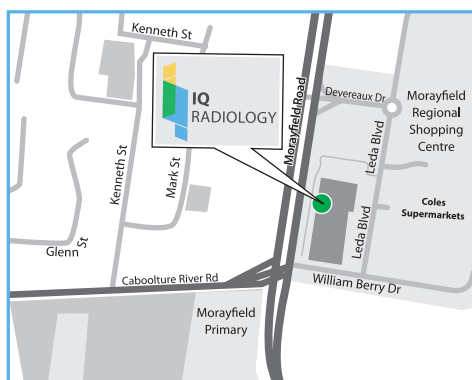 Kenneth St
IQ
RADIOLOGY
Morayfield Road
Devereaux Dr
Morayfield
Regional
Shopping
Centre
Leda Blvd
Kenneth St
Mark St
Coles
Supermarkets
Leda Blvd
Glenn St
Caboolture River Rd
William Berry Dr
Morayfield
Primary